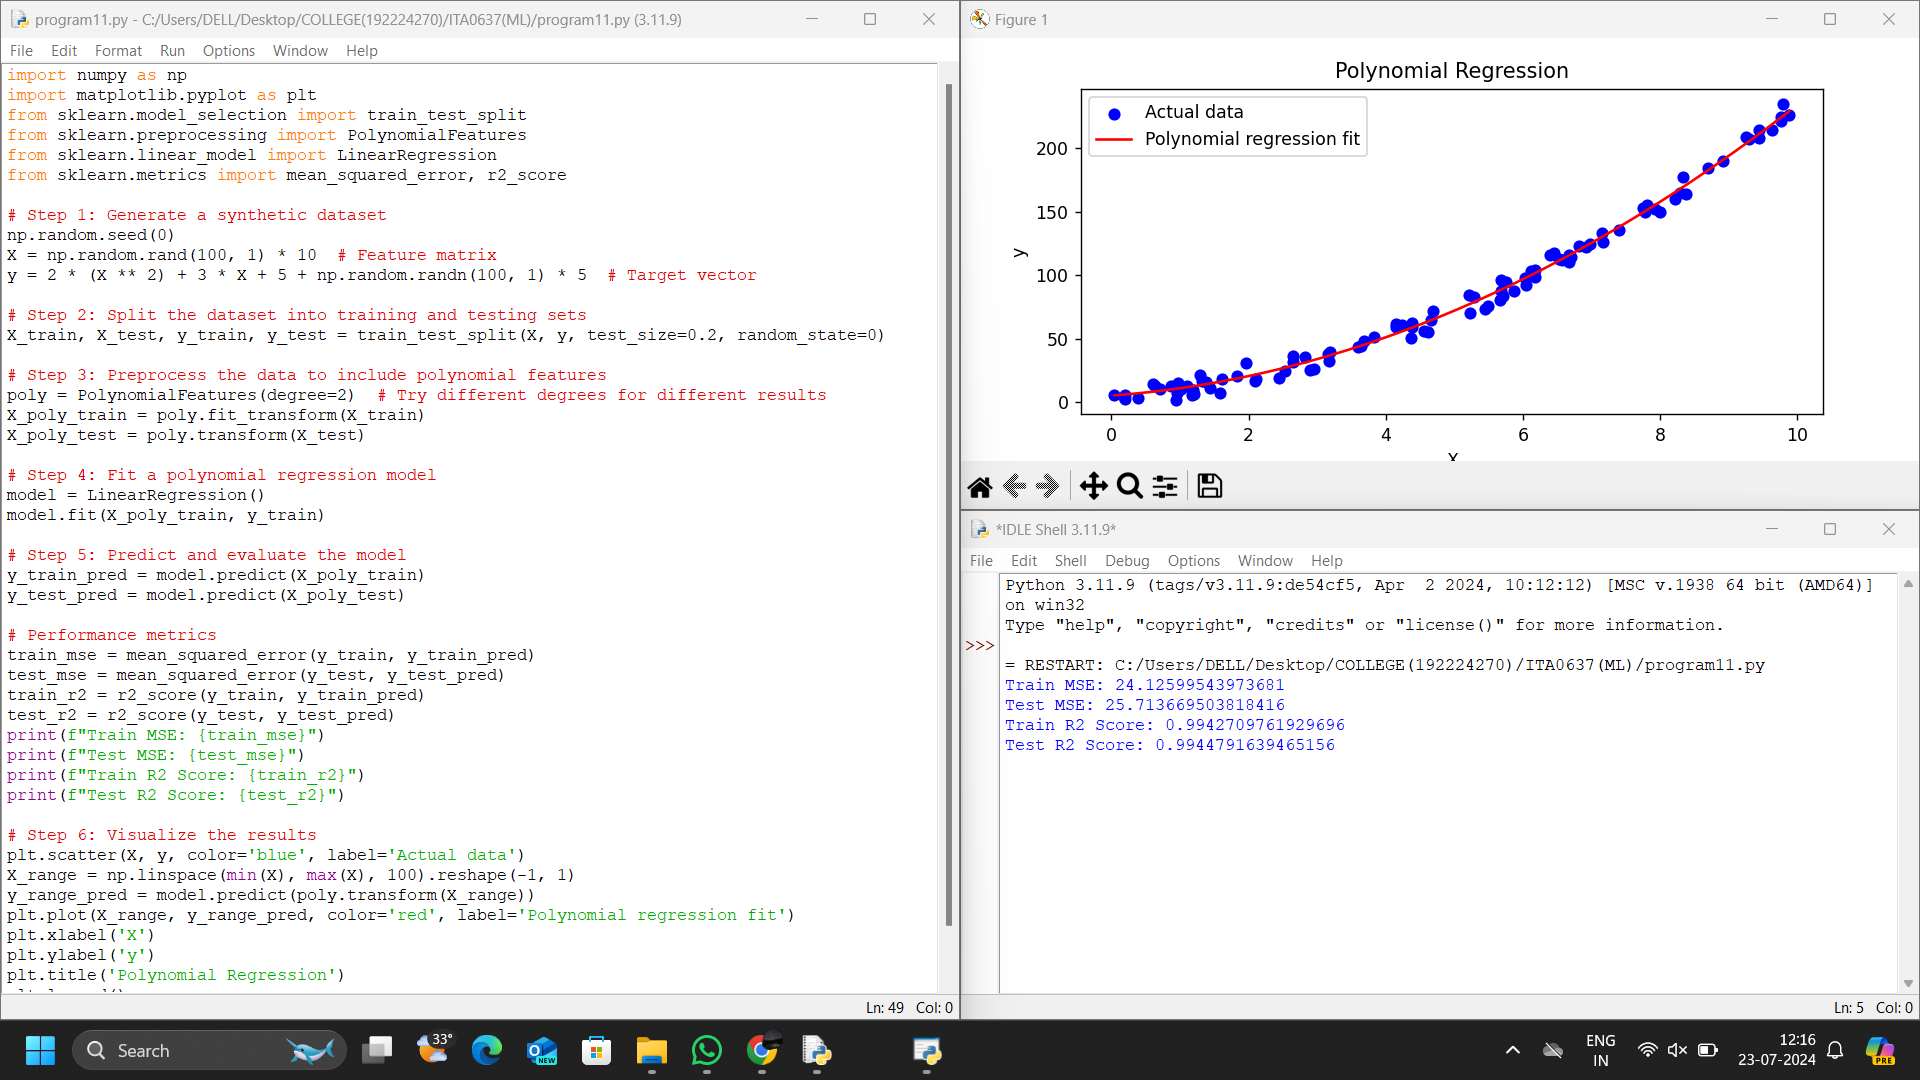 program11.py - C:/Users/DELL/Desktop/COLLEGE(192224270)/ITA0637(ML)/program11.py (3.11.9)
File Edit Format Run Options Window Help
import numpy as np
import matplotlib.pyplot as plt
from sklearn.model_selection import train_test_split
from sklearn.preprocessing import PolynomialFeatures
from sklearn.linear_model import LinearRegression
from sklearn.metrics import mean_squared_error, r2_score
# Step 1: Generate a synthetic dataset
np.random.seed(0)
X = np.random.rand(100, 1) * 10  # Feature matrix
y = 2 * (X ** 2) + 3 * X + 5 + np.random.randn(100, 1) * 5  # Target vector
# Step 2: Split the dataset into training and testing sets
X_train, X_test, y_train, y_test = train_test_split(X, y, test_size=0.2, random_state=0)
# Step 3: Preprocess the data to include polynomial features
poly = PolynomialFeatures(degree=2)  # Try different degrees for different results
X_poly_train = poly.fit_transform(X_train)
X_poly_test = poly.transform(X_test)
# Step 4: Fit a polynomial regression model
model = LinearRegression()
model.fit(X_poly_train, y_train)
# Step 5: Predict and evaluate the model
y_train_pred = model.predict(X_poly_train)
y_test_pred = model.predict(X_poly_test)
# Performance metrics
train_mse = mean_squared_error(y_train, y_train_pred)
test_mse = mean_squared_error(y_test, y_test_pred)
train_r2 = r2_score(y_train, y_train_pred)
test_r2 = r2_score(y_test, y_test_pred)
print(f"Train MSE: {train_mse}")
print(f"Test MSE: {test_mse}")
print(f"Train R2 Score: {train_r2}")
print(f"Test R2 Score: {test_r2}")
# Step 6: Visualize the results
plt.scatter(X, y, color='blue', label='Actual data')
X_range = np.linspace(min(X), max(X), 100).reshape(-1, 1)
y_range_pred = model.predict(poly.transform(X_range))
plt.plot(X_range, y_range_pred, color='red', label='Polynomial regression fit')
plt.xlabel('X')
plt.ylabel('y')
plt.title('Polynomial Regression')
Ln: 49 Col: 0
Figure 1
Polynomial Regression
Actual data
Polynomial regression fit
200
150
100
50
0
y
0 2 4 6 8 10
X
*IDLE Shell 3.11.9*
File Edit Shell Debug Options Window Help
Python 3.11.9 (tags/v3.11.9:de54cf5, Apr  2 2024, 10:12:12) [MSC v.1938 64 bit (AMD64)]
on win32
Type "help", "copyright", "credits" or "license()" for more information.
>>>
= RESTART: C:/Users/DELL/Desktop/COLLEGE(192224270)/ITA0637(ML)/program11.py
Train MSE: 24.12599543973681
Test MSE: 25.713669503818416
Train R2 Score: 0.9942709761929696
Test R2 Score: 0.9944791639465156
Ln: 5 Col: 0
Search
33°
NEW
ENG
IN
12:16
23-07-2024
PRE